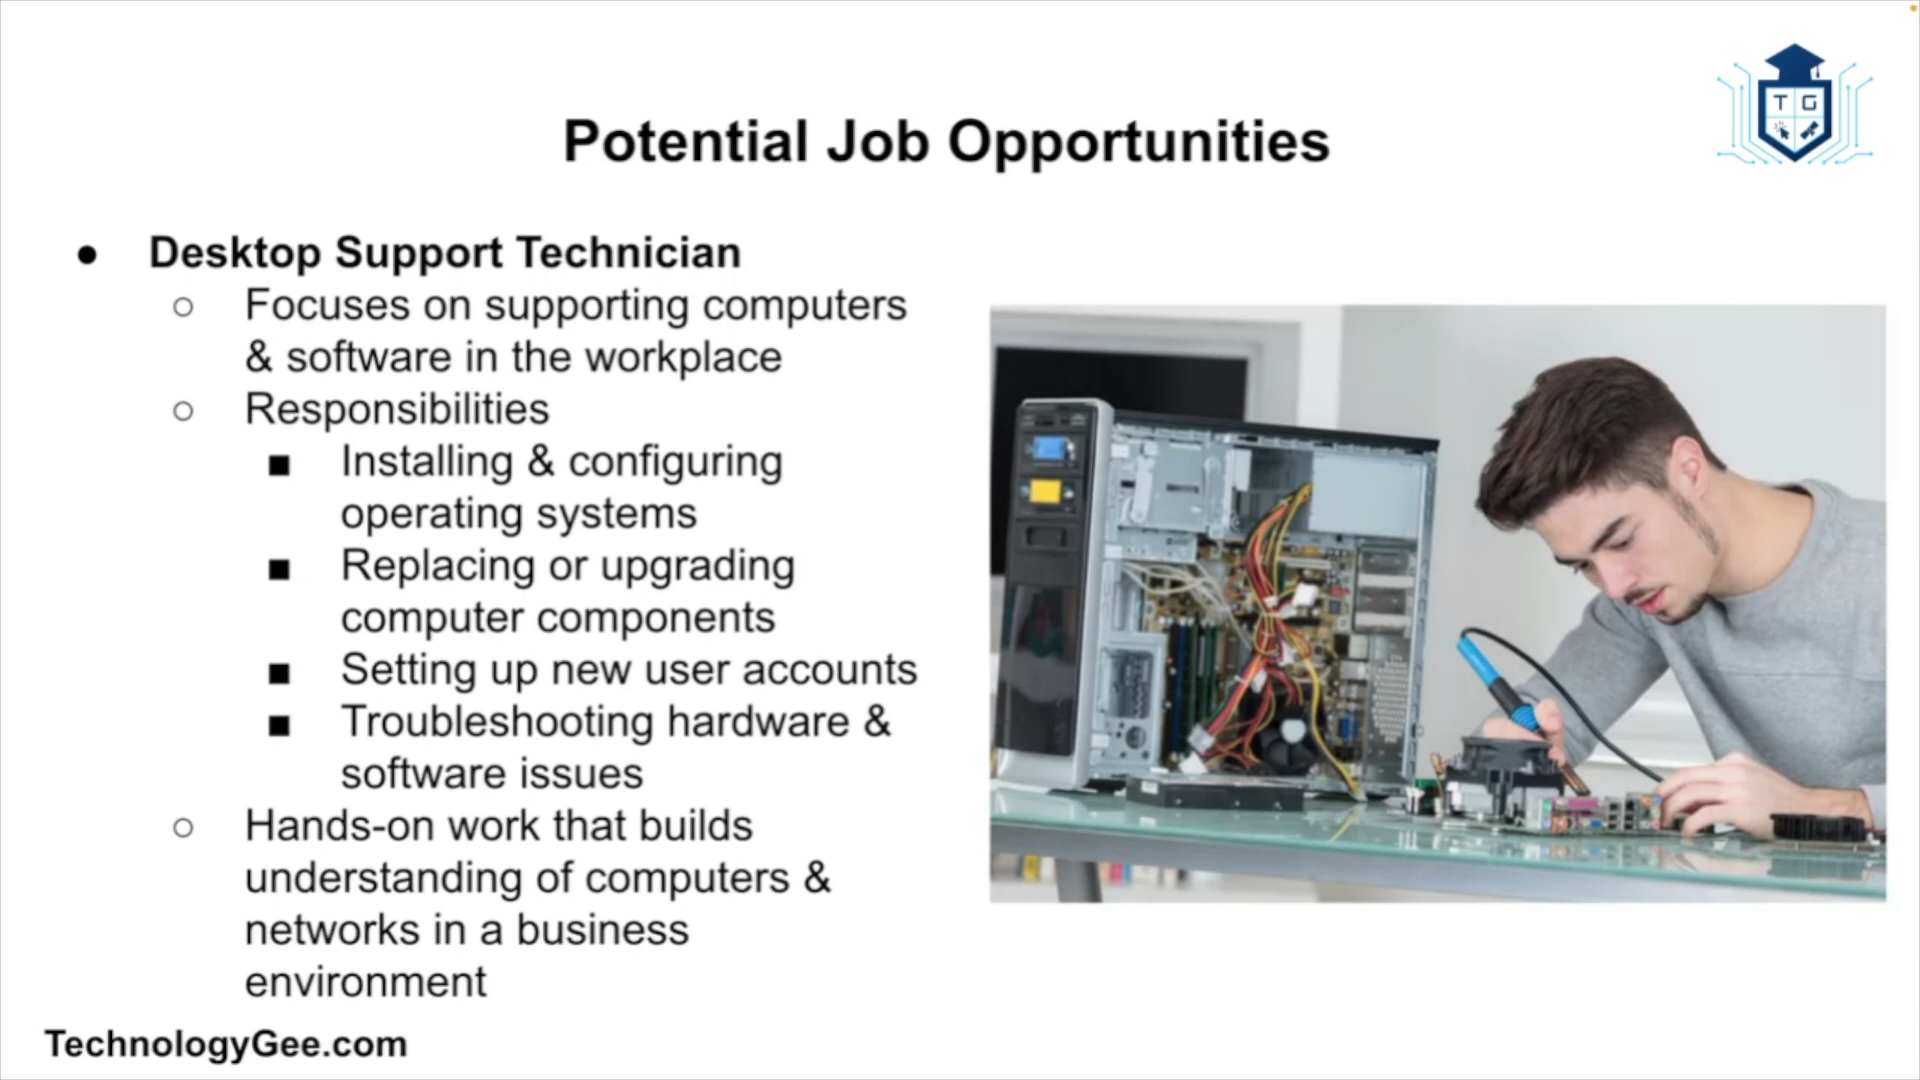 T G
Potential Job Opportunities
● Desktop Support Technician
○ Focuses on supporting computers
& software in the workplace
○ Responsibilities
■ Installing & configuring
operating systems
■ Replacing or upgrading
computer components
■ Setting up new user accounts
■ Troubleshooting hardware &
software issues
○ Hands-on work that builds
understanding of computers &
networks in a business
environment
TechnologyGee.com